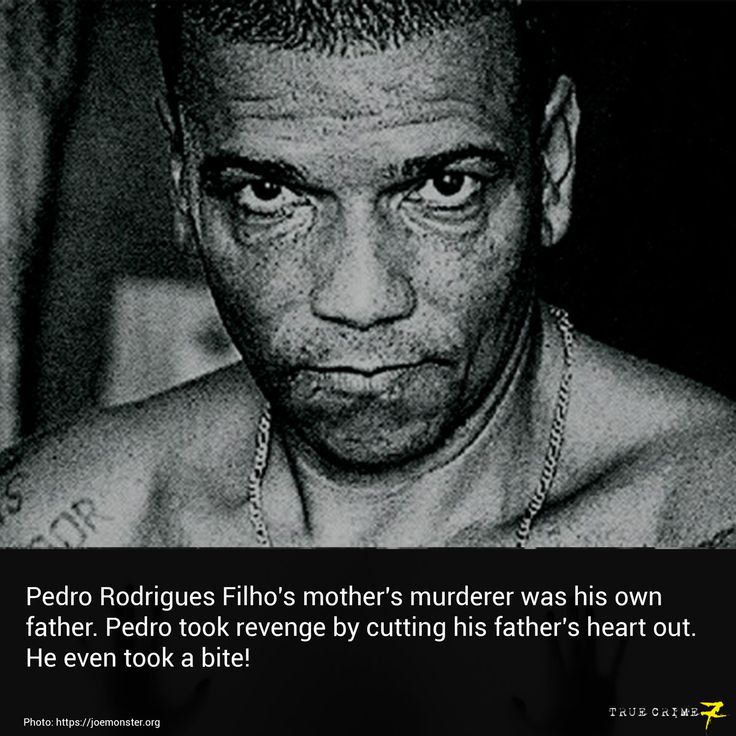 S
OR
Pedro Rodrigues Filho's mother's murderer was his own
father. Pedro took revenge by cutting his father's heart out.
He even took a bite!
Photo: https://joemonster.org
TRUE CRIME 7